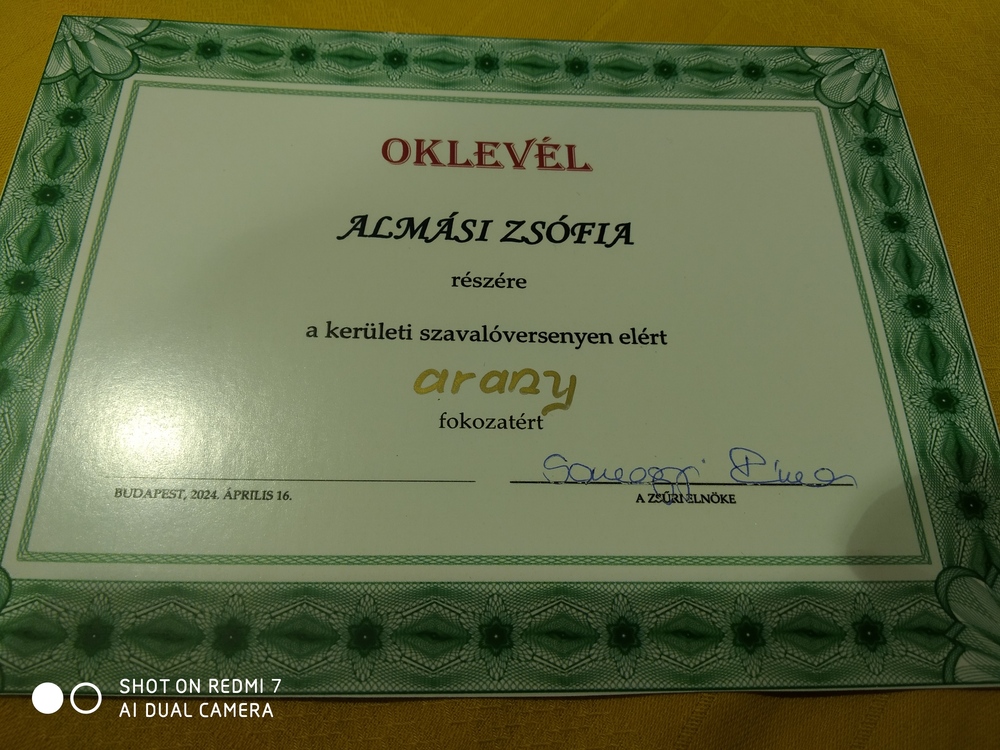 OKLEVÉL
ALMÁSI ZSÓFIA
részére
a kerületi szavalóversenyen elért
arany
fokozatért
BUDAPEST, 2024. ÁPRILIS 16.
A ZSŰRI ELNÖKE
SHOT ON REDMI 7
AI DUAL CAMERA